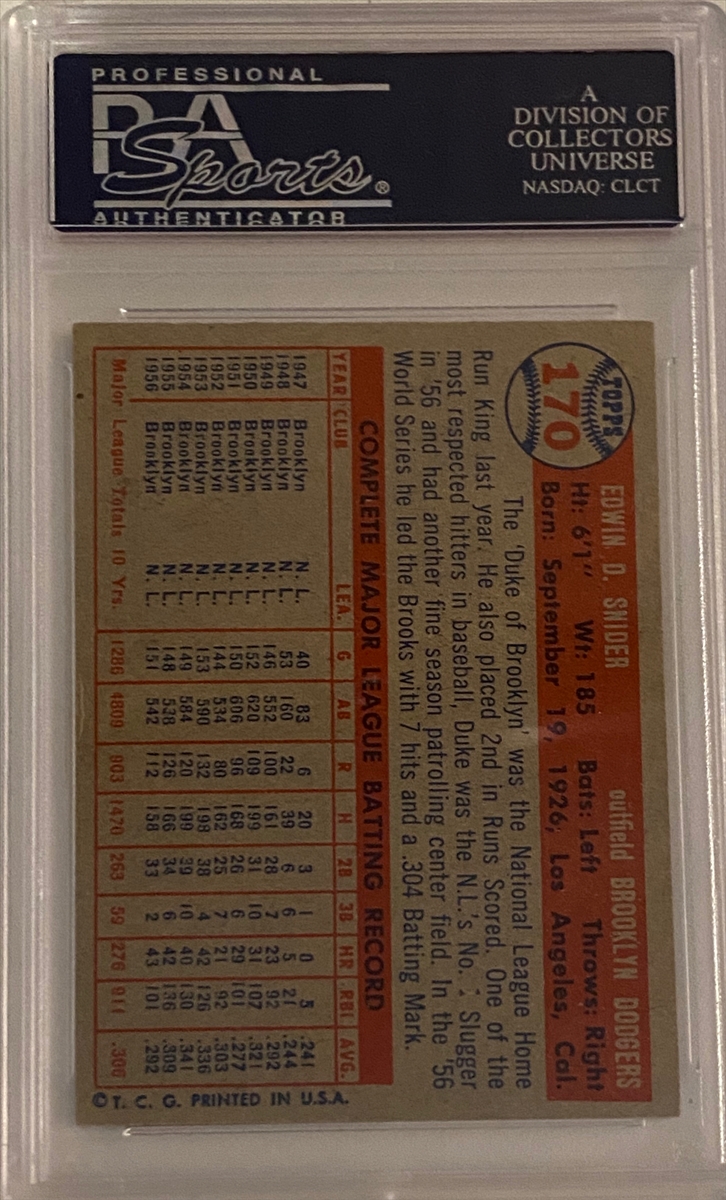 PROFESSIONAL
PSA
Sports®
AUTHENTICATOR
A
DIVISION OF
COLLECTORS
UNIVERSE
NASDAQ: CLCT
TOPPS
170
EDWIN D. SNIDER outfield BROOKLYN DODGERS
Ht: 6'1" Wt: 185 Bats: Left Throws: Right
Born: September 19, 1926, Los Angeles, Cal.
The 'Duke of Brooklyn' was the National League Home
Run King last year. He also placed 2nd in Runs Scored. One of the
most respected hitters in baseball, Duke was the N.L.'s No. 1 Slugger
in '56 and had another fine season patrolling center field. In the '56
World Series he led the Brooks with 7 hits and a .304 Batting Mark.
COMPLETE MAJOR LEAGUE BATTING RECORD
YEAR CLUB LEA. G AB R H 2B 3B HR RBI AVG.
1947 Brooklyn N. L. 40 83 6 20 3 1 0 5 .241
1948 Brooklyn N. L. 53 160 22 39 6 6 5 21 .244
1949 Brooklyn N. L. 146 552 100 161 28 7 23 92 .292
1950 Brooklyn N. L. 152 620 109 199 31 10 31 107 .321
1951 Brooklyn N. L. 150 606 96 168 26 6 29 101 .277
1952 Brooklyn N. L. 144 534 80 162 25 7 21 92 .303
1953 Brooklyn N. L. 153 590 132 198 38 4 42 126 .336
1954 Brooklyn N. L. 149 584 120 199 39 10 40 130 .341
1955 Brooklyn N. L. 148 538 126 166 34 6 42 136 .309
1956 Brooklyn N. L. 151 542 112 158 33 2 43 101 .292
Major League Totals 10 Yrs. 1286 4809 903 1470 263 59 276 911 .306
©T. C. G. PRINTED IN U.S.A.